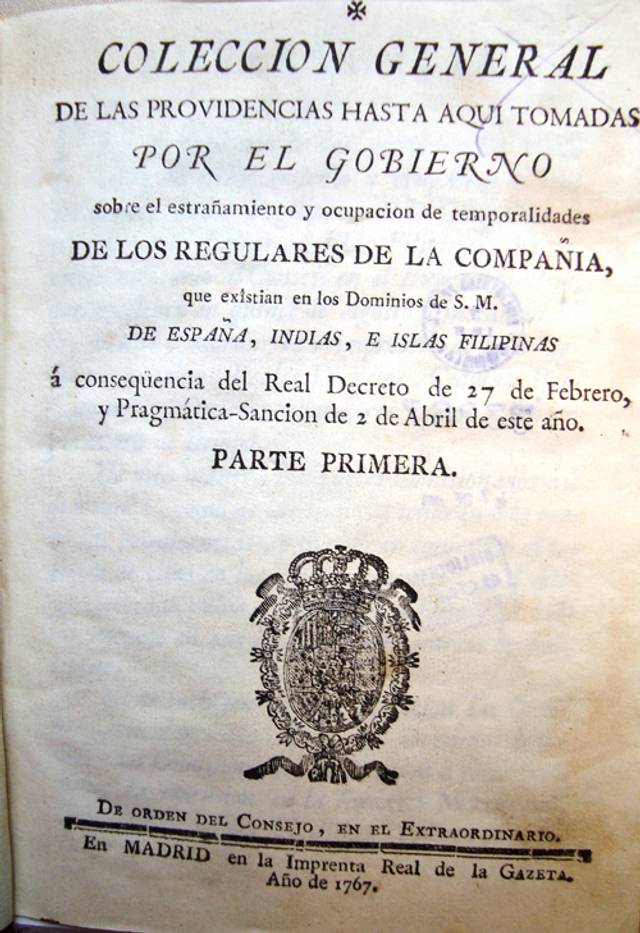 COLECCION GENERAL
DE LAS PROVIDENCIAS HASTA AQUI TOMADAS
POR EL GOBIERNO
sobre el estrañamiento y ocupacion de temporalidades
DE LOS REGULARES DE LA COMPAÑIA,
que existian en los Dominios de S. M.
DE ESPAÑA, INDIAS, E ISLAS FILIPINAS
á conseqüencia del Real Decreto de 27 de Febrero,
y Pragmática-Sancion de 2 de Abril de este año.
PARTE PRIMERA.
DE ORDEN DEL CONSEJO, EN EL EXTRAORDINARIO.
En MADRID en la Imprenta Real de la GAZETA.
Año de 1767.